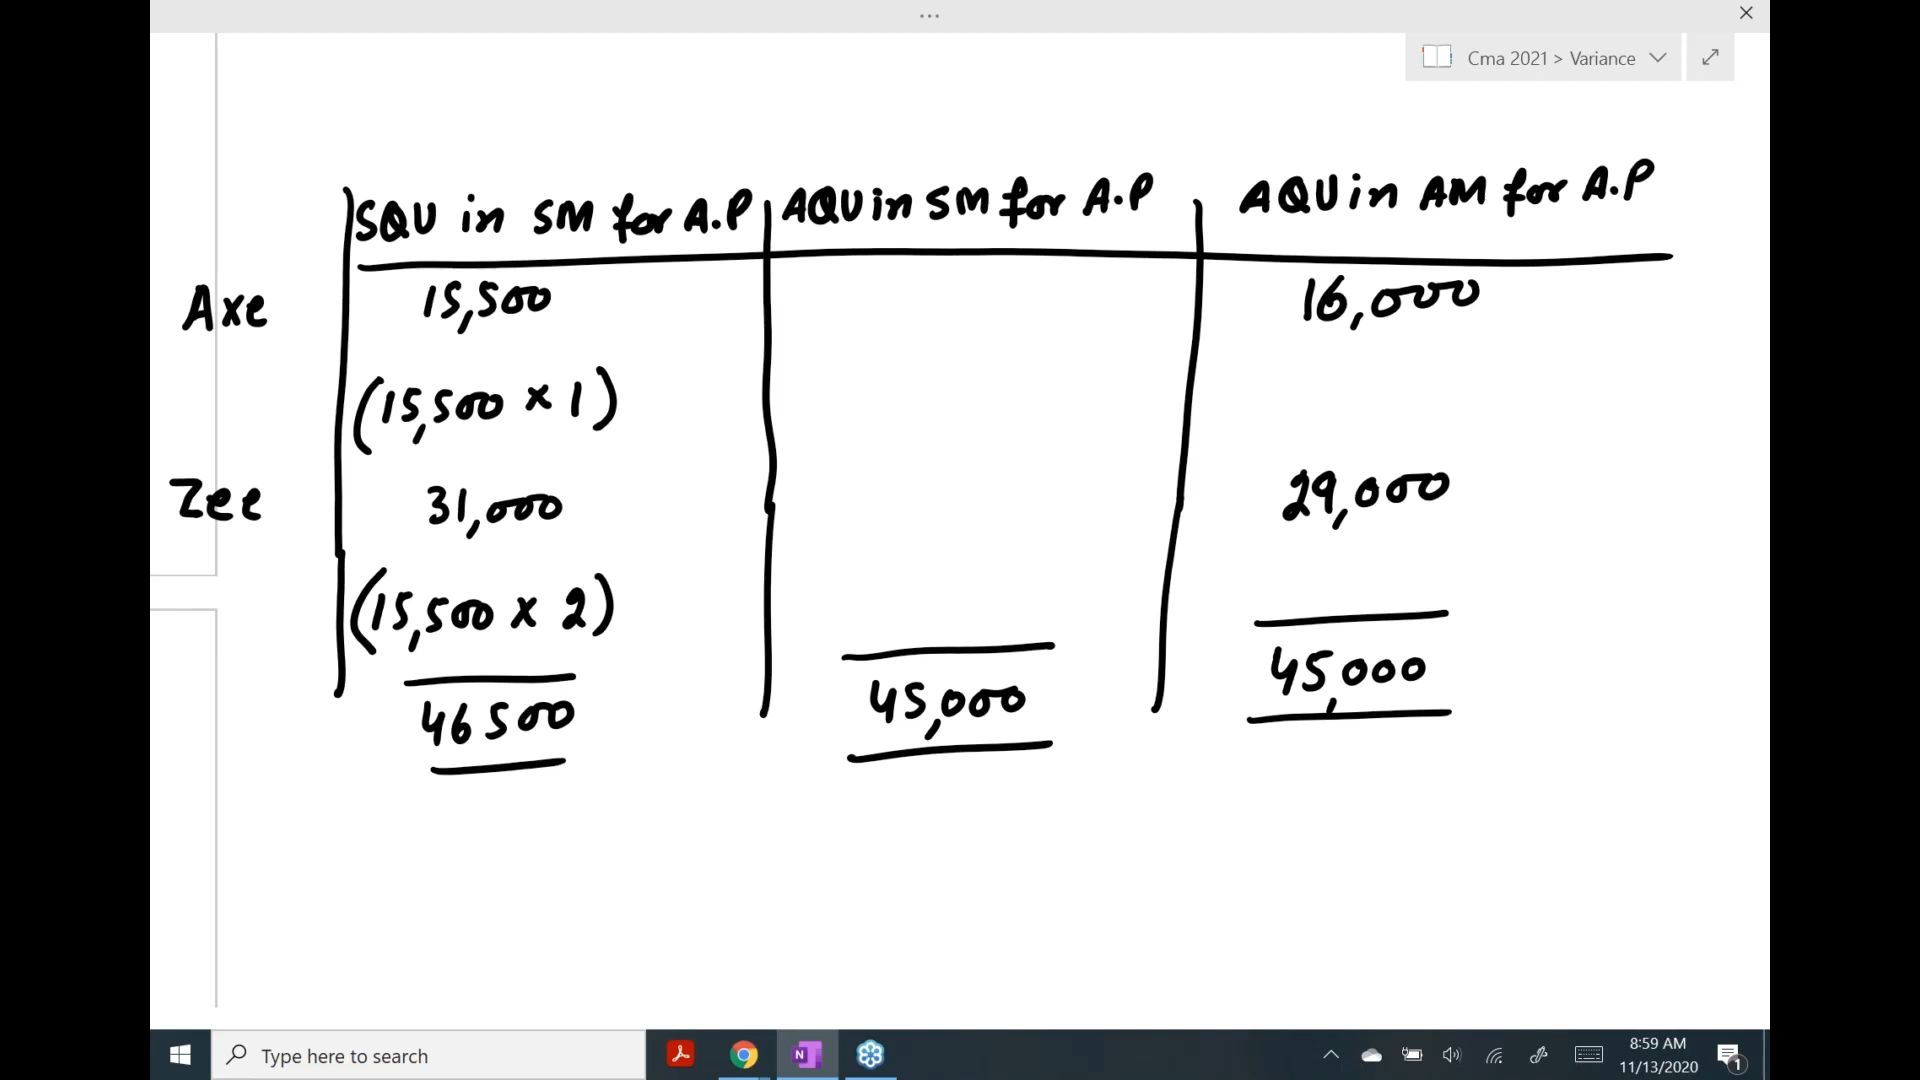 Cma 2021 > Variance
SQU in SM for A.P AQU in SM for A.P AQU in AM for A.P
Axe 15,500 16,000
(15,500 x 1)
Zee 31,000 29,000
(15,500 x 2)
46500 45,000 45,000
Type here to search
N
8:59 AM
11/13/2020
1